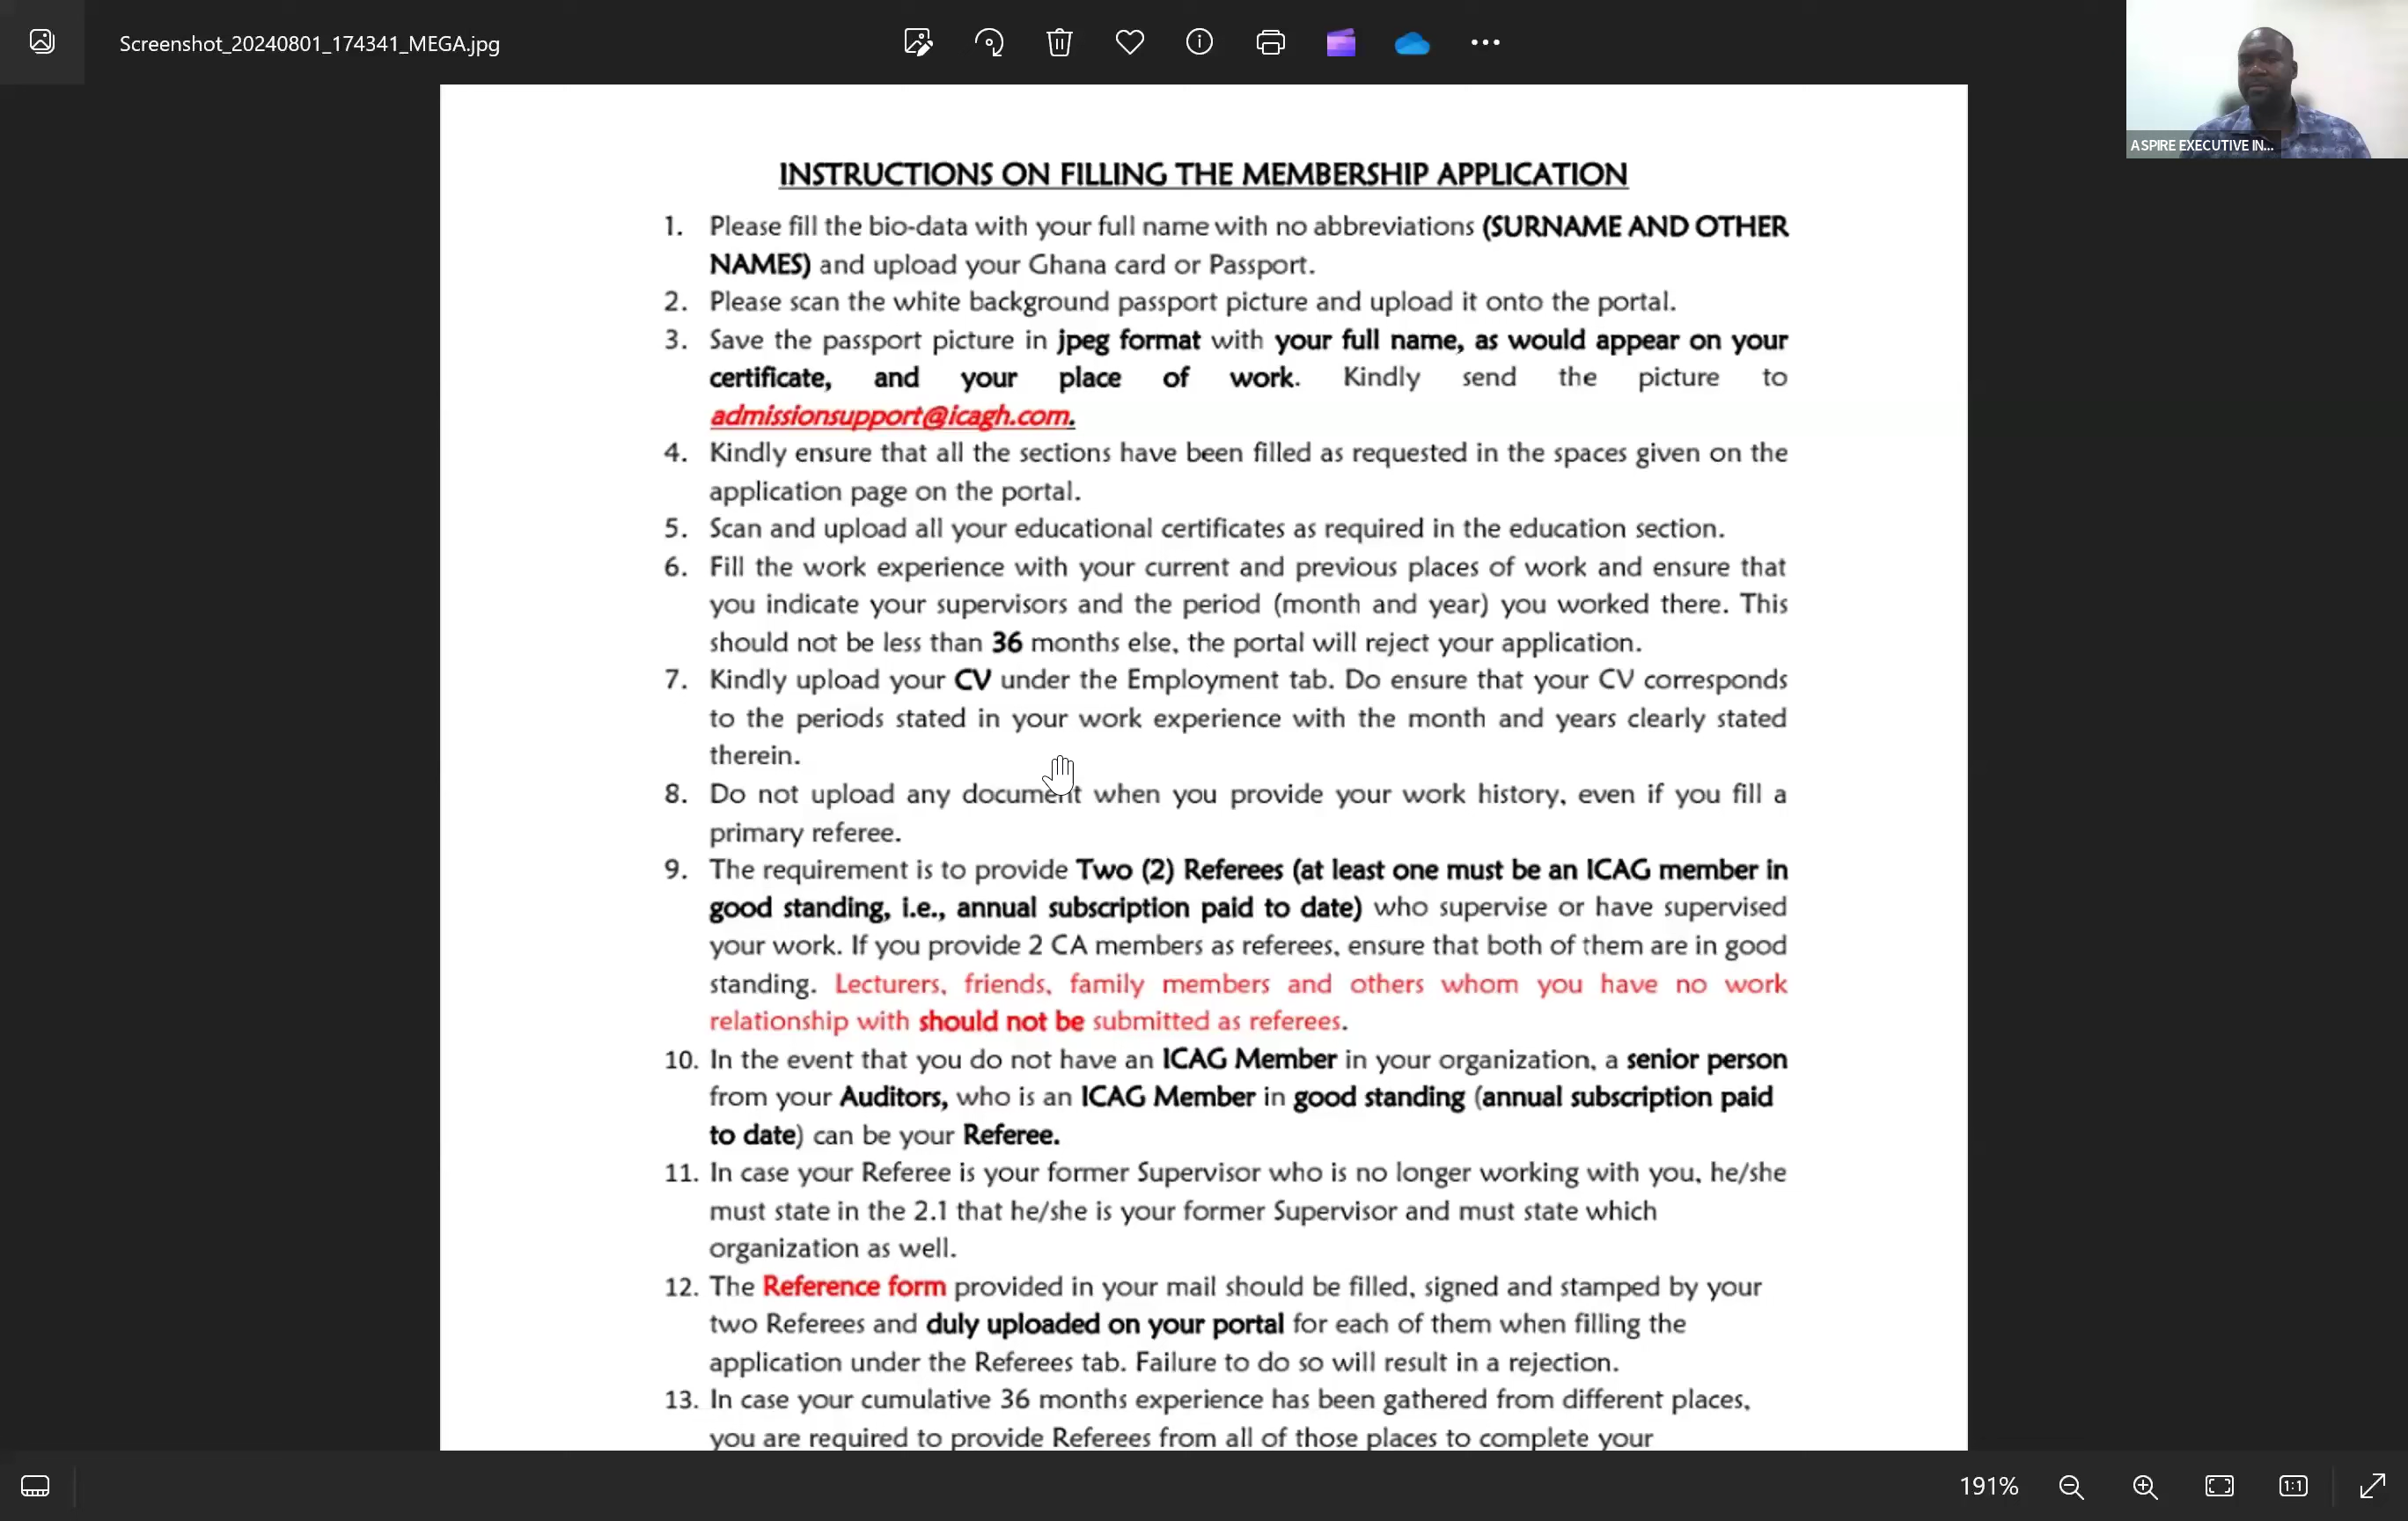 Screenshot_20240801_174341_MEGA.jpg
ASPIRE EXECUTIVE IN...
INSTRUCTIONS ON FILLING THE MEMBERSHIP APPLICATION
1. Please fill the bio-data with your full name with no abbreviations (SURNAME AND OTHER
NAMES) and upload your Ghana card or Passport.
2. Please scan the white background passport picture and upload it onto the portal.
3. Save the passport picture in jpeg format with your full name, as would appear on your
certificate, and your place of work. Kindly send the picture to
admissionsupport@icagh.com.
4. Kindly ensure that all the sections have been filled as requested in the spaces given on the
application page on the portal.
5. Scan and upload all your educational certificates as required in the education section.
6. Fill the work experience with your current and previous places of work and ensure that
you indicate your supervisors and the period (month and year) you worked there. This
should not be less than 36 months else, the portal will reject your application.
7. Kindly upload your CV under the Employment tab. Do ensure that your CV corresponds
to the periods stated in your work experience with the month and years clearly stated
therein.
8. Do not upload any document when you provide your work history, even if you fill a
primary referee.
9. The requirement is to provide Two (2) Referees (at least one must be an ICAG member in
good standing, i.e., annual subscription paid to date) who supervise or have supervised
your work. If you provide 2 CA members as referees, ensure that both of them are in good
standing. Lecturers, friends, family members and others whom you have no work
relationship with should not be submitted as referees.
10. In the event that you do not have an ICAG Member in your organization, a senior person
from your Auditors, who is an ICAG Member in good standing (annual subscription paid
to date) can be your Referee.
11. In case your Referee is your former Supervisor who is no longer working with you, he/she
must state in the 2.1 that he/she is your former Supervisor and must state which
organization as well.
12. The Reference form provided in your mail should be filled, signed and stamped by your
two Referees and duly uploaded on your portal for each of them when filling the
application under the Referees tab. Failure to do so will result in a rejection.
13. In case your cumulative 36 months experience has been gathered from different places,
you are required to provide Referees from all of those places to complete your
191%
1:1